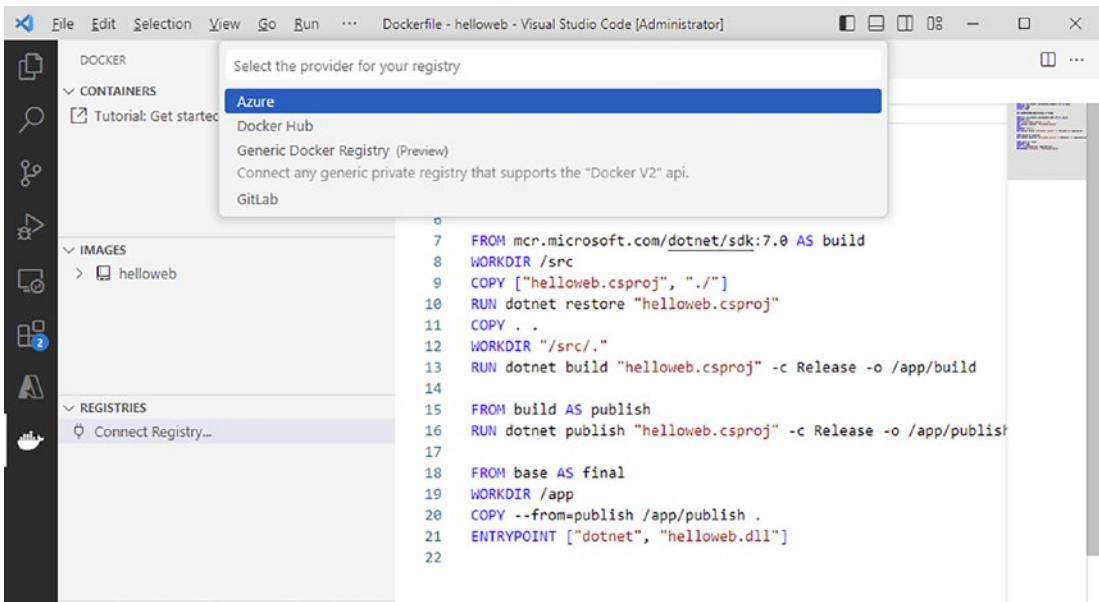 File Edit Selection View Go Run ··· Dockerfile - helloweb - Visual Studio Code [Administrator]
DOCKER
CONTAINERS
Tutorial: Get started
Select the provider for your registry
Azure
Docker Hub
Generic Docker Registry (Preview)
Connect any generic private registry that supports the "Docker V2" api.
GitLab
IMAGES
helloweb
REGISTRIES
Connect Registry...
2
6
7 FROM mcr.microsoft.com/dotnet/sdk:7.0 AS build
8 WORKDIR /src
9 COPY ["helloweb.csproj", "./"]
10 RUN dotnet restore "helloweb.csproj"
11 COPY . .
12 WORKDIR "/src/."
13 RUN dotnet build "helloweb.csproj" -c Release -o /app/build
14
15 FROM build AS publish
16 RUN dotnet publish "helloweb.csproj" -c Release -o /app/publish
17
18 FROM base AS final
19 WORKDIR /app
20 COPY --from=publish /app/publish .
21 ENTRYPOINT ["dotnet", "helloweb.dll"]
22